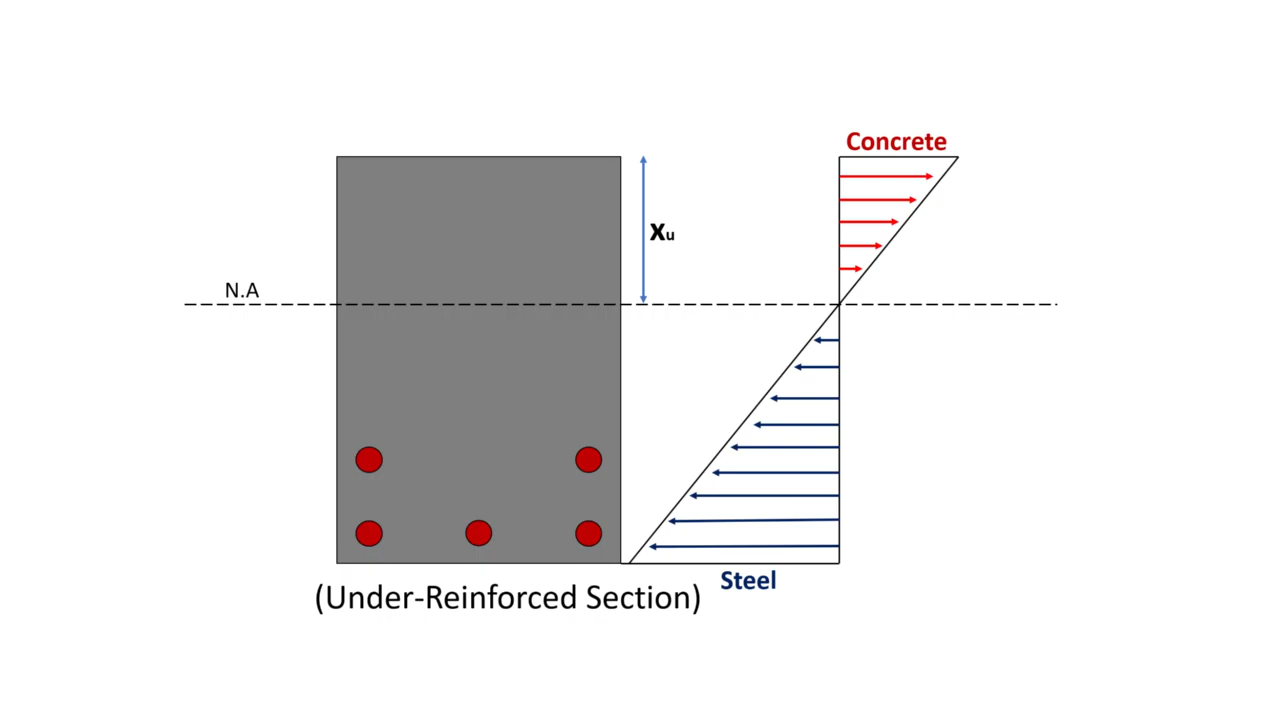 Concrete
Xu
N.A
Steel
(Under-Reinforced Section)